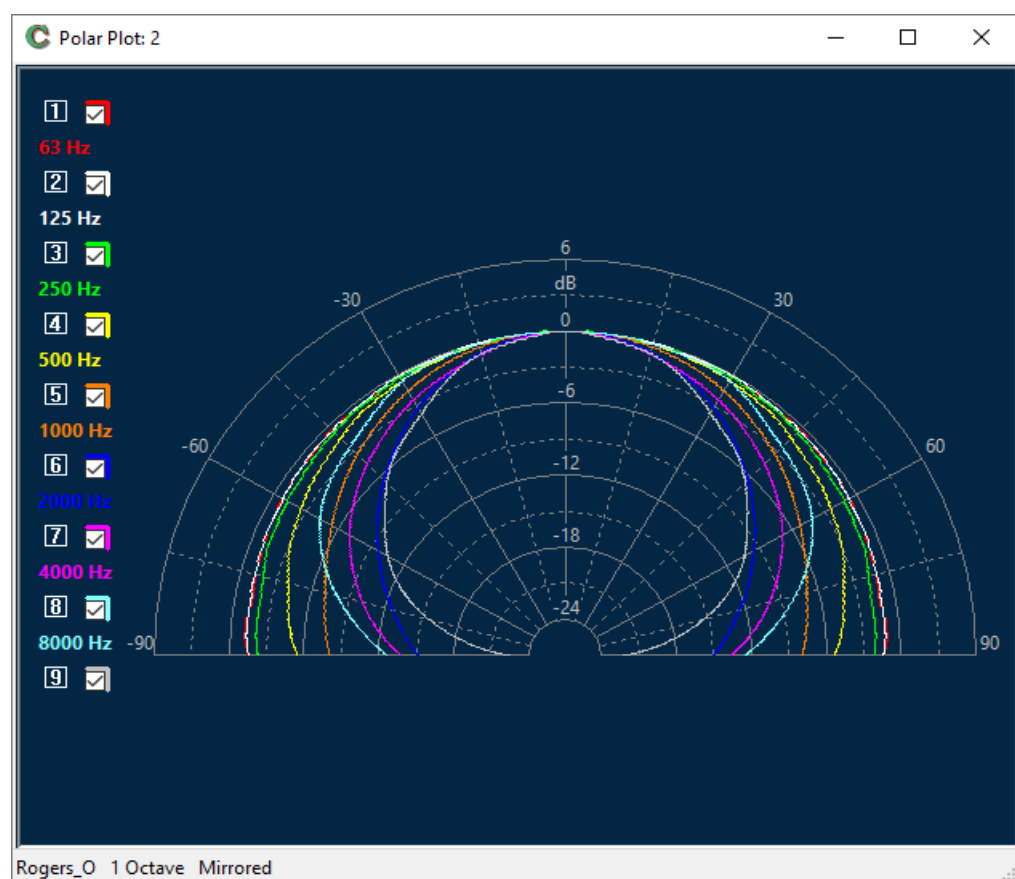 Polar Plot: 2
1
63 Hz
2
125 Hz
3
250 Hz
4
500 Hz
5
1000 Hz
6
2000 Hz
7
4000 Hz
8
8000 Hz
9
6
dB
-30
30
0
-6
-60
60
-12
-18
-24
-90
90
Rogers_O 1 Octave Mirrored